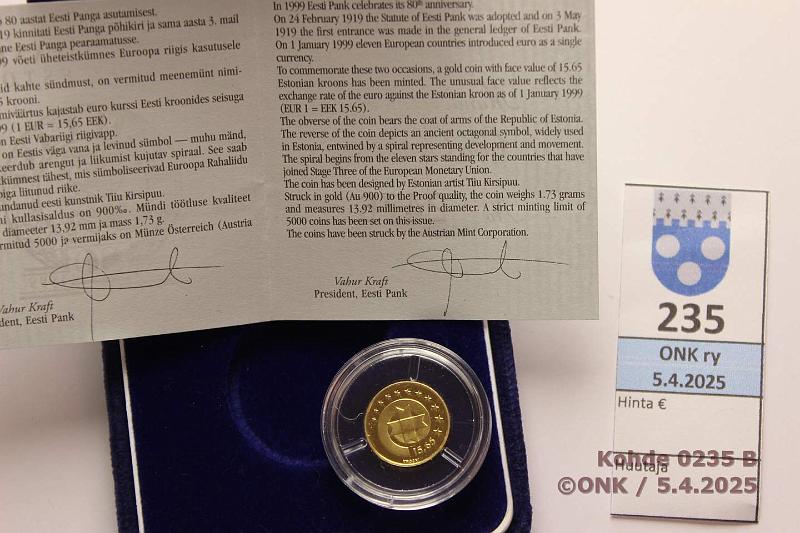 80 aastat Eesti Panga asutamisest.
19 kinnitati Eesti Panga põhikiri ja sama aasta 3. mail
ne Eesti Panga pearaamatusse.
99 võeti üheteistkümnes Euroopa riigis kasutusele
id kahte sündmust, on vermitud meenemünt nimi-
5 krooni.
miväärtus kajastab euro kurssi Eesti kroonides seisuga
99 (1 EUR = 15,65 EEK).
n Eesti Vabariigi riigivapp.
on Eestis väga vana ja levinud sümbol — muhu mänd,
keerdub arengut ja liikumist kujutav spiraal. See saab
tkümnest tähest, mis sümboliseerivad Euroopa Rahaliidu
piga liitunud riike.
undanud eesti kunstnik Tiiu Kirsipuu.
ni kullasisaldus on 900‰. Mündi töötluse kvaliteet
diameeter 13,92 mm ja mass 1,73 g.
rmitud 5000 ja vermijaks on Münze Österreich (Austria
Vahur Kraft
dent, Eesti Pank
In 1999 Eesti Pank celebrates its 80th anniversary.
On 24 February 1919 the Statute of Eesti Pank was adopted and on 3 May
1919 the first entrance was made in the general ledger of Eesti Pank.
On 1 January 1999 eleven European countries introduced euro as a single
currency.
To commemorate these two occasions, a gold coin with face value of 15.65
Estonian kroons has been minted. The unusual face value reflects the
exchange rate of the euro against the Estonian kroon as of 1 January 1999
(EUR 1 = EEK 15.65).
The obverse of the coin bears the coat of arms of the Republic of Estonia.
The reverse of the coin depicts an ancient octagonal symbol, widely used
in Estonia, entwined by a spiral representing development and movement.
The spiral begins from the eleven stars standing for the countries that have
joined Stage Three of the European Monetary Union.
The coin has been designed by Estonian artist Tiiu Kirsipuu.
Struck in gold (Au 900) to the Proof quality, the coin weighs 1.73 grams
and measures 13.92 millimetres in diameter. A strict minting limit of
5000 coins has been set on this issue.
The coins have been struck by the Austrian Mint Corporation.
Vahur Kraft
President, Eesti Pank
15,65
235
ONK ry
5.4.2025
Hinta €
Huutaja
Kohde 0235 B
©ONK / 5.4.2025